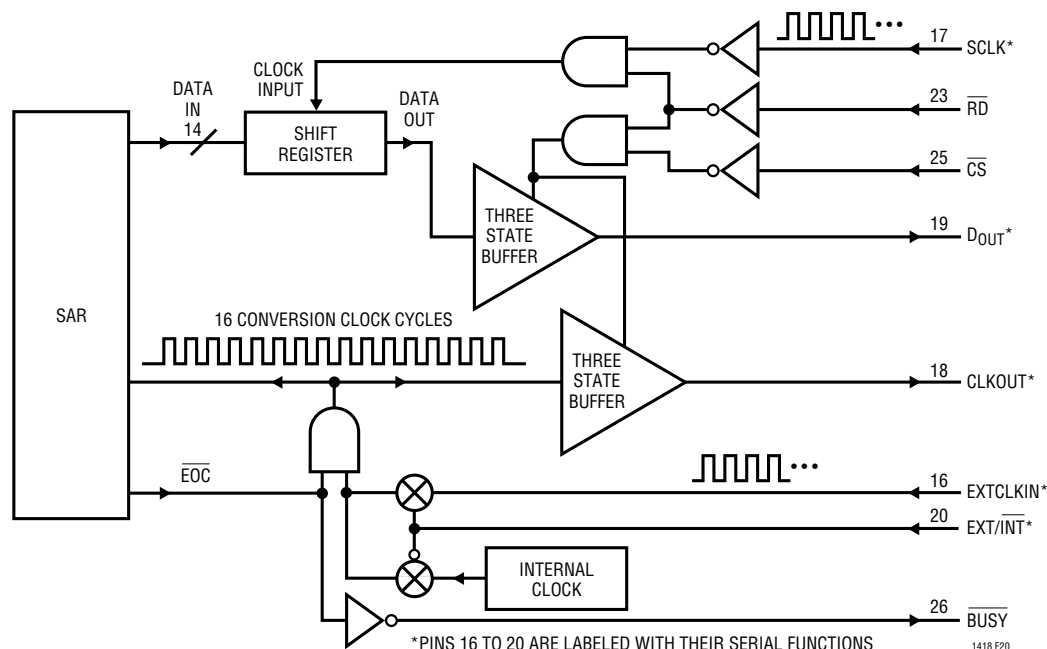 17
SCLK*
CLOCK
INPUT
DATA
IN
14
DATA
OUT
23
RD
SHIFT
REGISTER
25
CS
THREE
STATE
BUFFER
19
DOUT*
SAR
16 CONVERSION CLOCK CYCLES
THREE
STATE
BUFFER
18
CLKOUT*
EOC
16
EXTCLKIN*
20
EXT/INT*
INTERNAL
CLOCK
26
BUSY
*PINS 16 TO 20 ARE LABELED WITH THEIR SERIAL FUNCTIONS
1418 F20